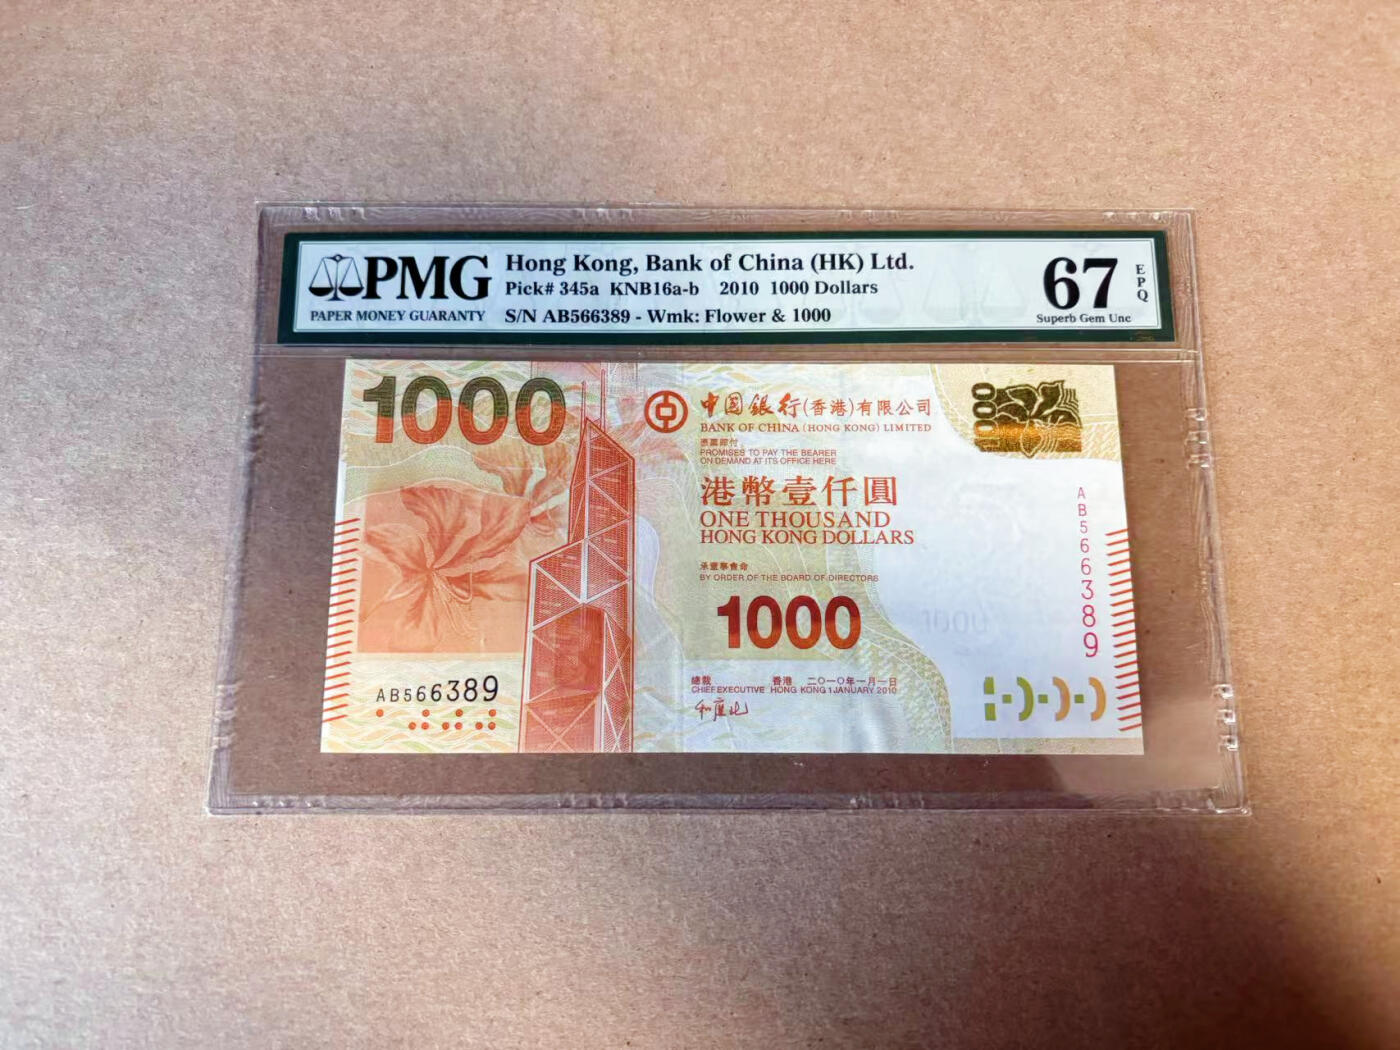 PMG
PAPER MONEY GUARANTY
Hong Kong, Bank of China (HK) Ltd.
Pick# 345a KNB16a-b 2010 1000 Dollars
S/N AB566389 - Wmk: Flower & 1000
67
EPQ
Superb Gem Unc
1000
中国银行(香港)有限公司
BANK OF CHINA (HONG KONG) LIMITED
憑票即付
PROMISES TO PAY THE BEARER
ON DEMAND AT ITS OFFICE HERE
1000
港幣壹仟圓
ONE THOUSAND
HONG KONG DOLLARS
承董事會命
BY ORDER OF THE BOARD OF DIRECTORS
1000
AB566389
AB566389
總裁 香港 二〇一〇年一月一日
CHIEF EXECUTIVE HONG KONG 1 JANUARY 2010